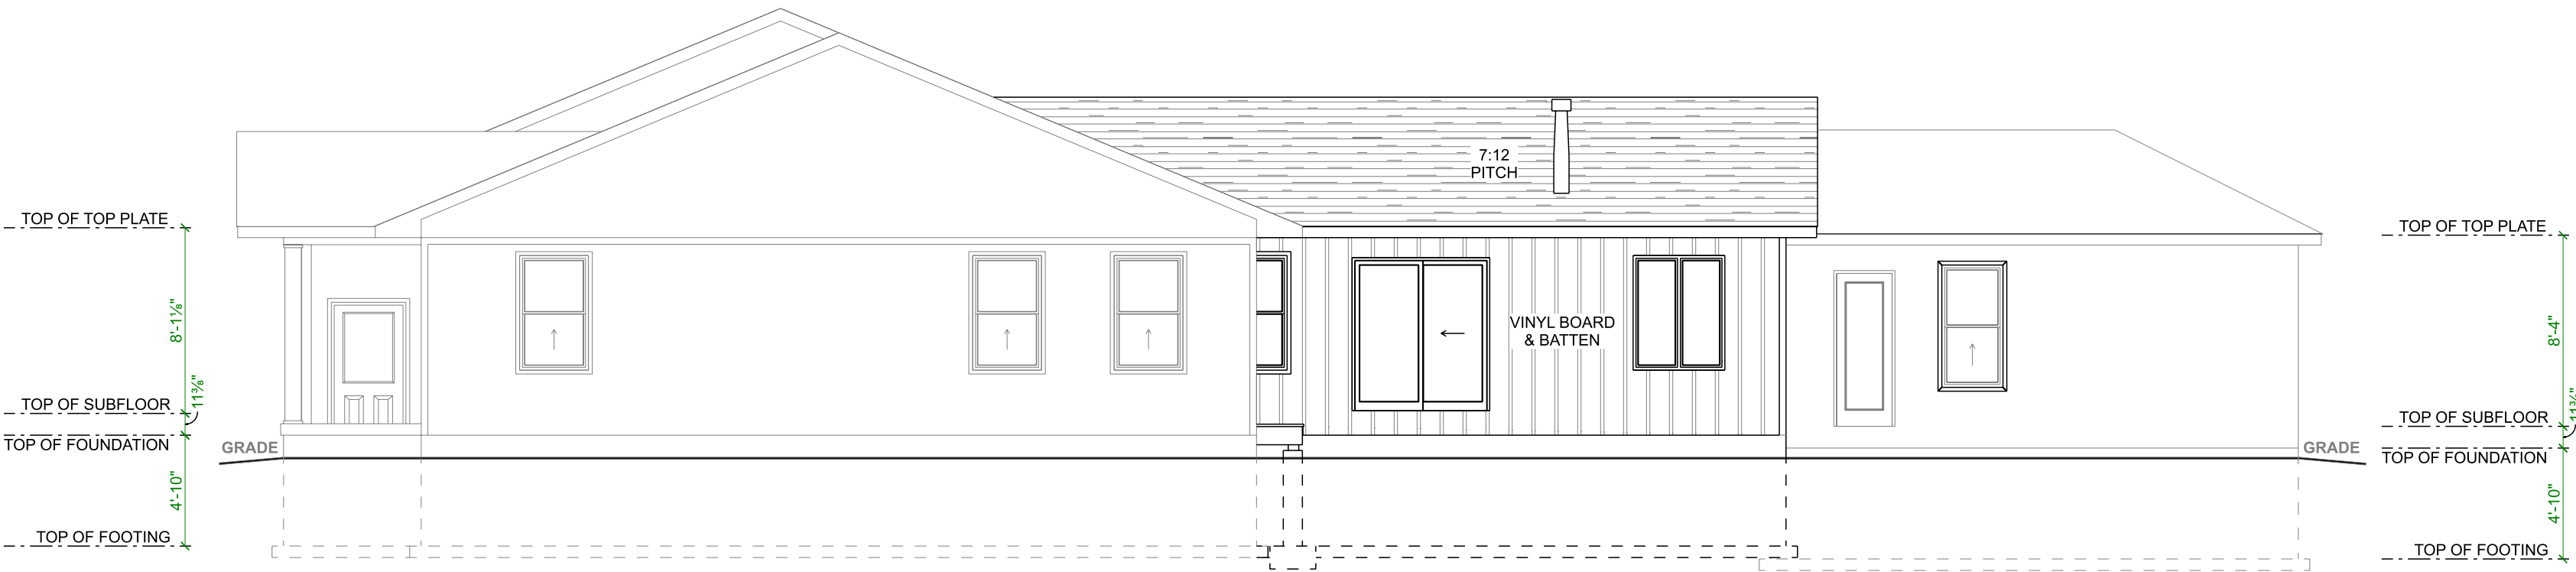 7:12
PITCH
TOP OF TOP PLATE
TOP OF TOP PLATE
8'-1⅛"
8'-4"
VINYL BOARD
& BATTEN
11⅜"
TOP OF SUBFLOOR
TOP OF SUBFLOOR
TOP OF FOUNDATION
GRADE
GRADE
TOP OF FOUNDATION
4'-10"
4'-10"
TOP OF FOOTING
TOP OF FOOTING